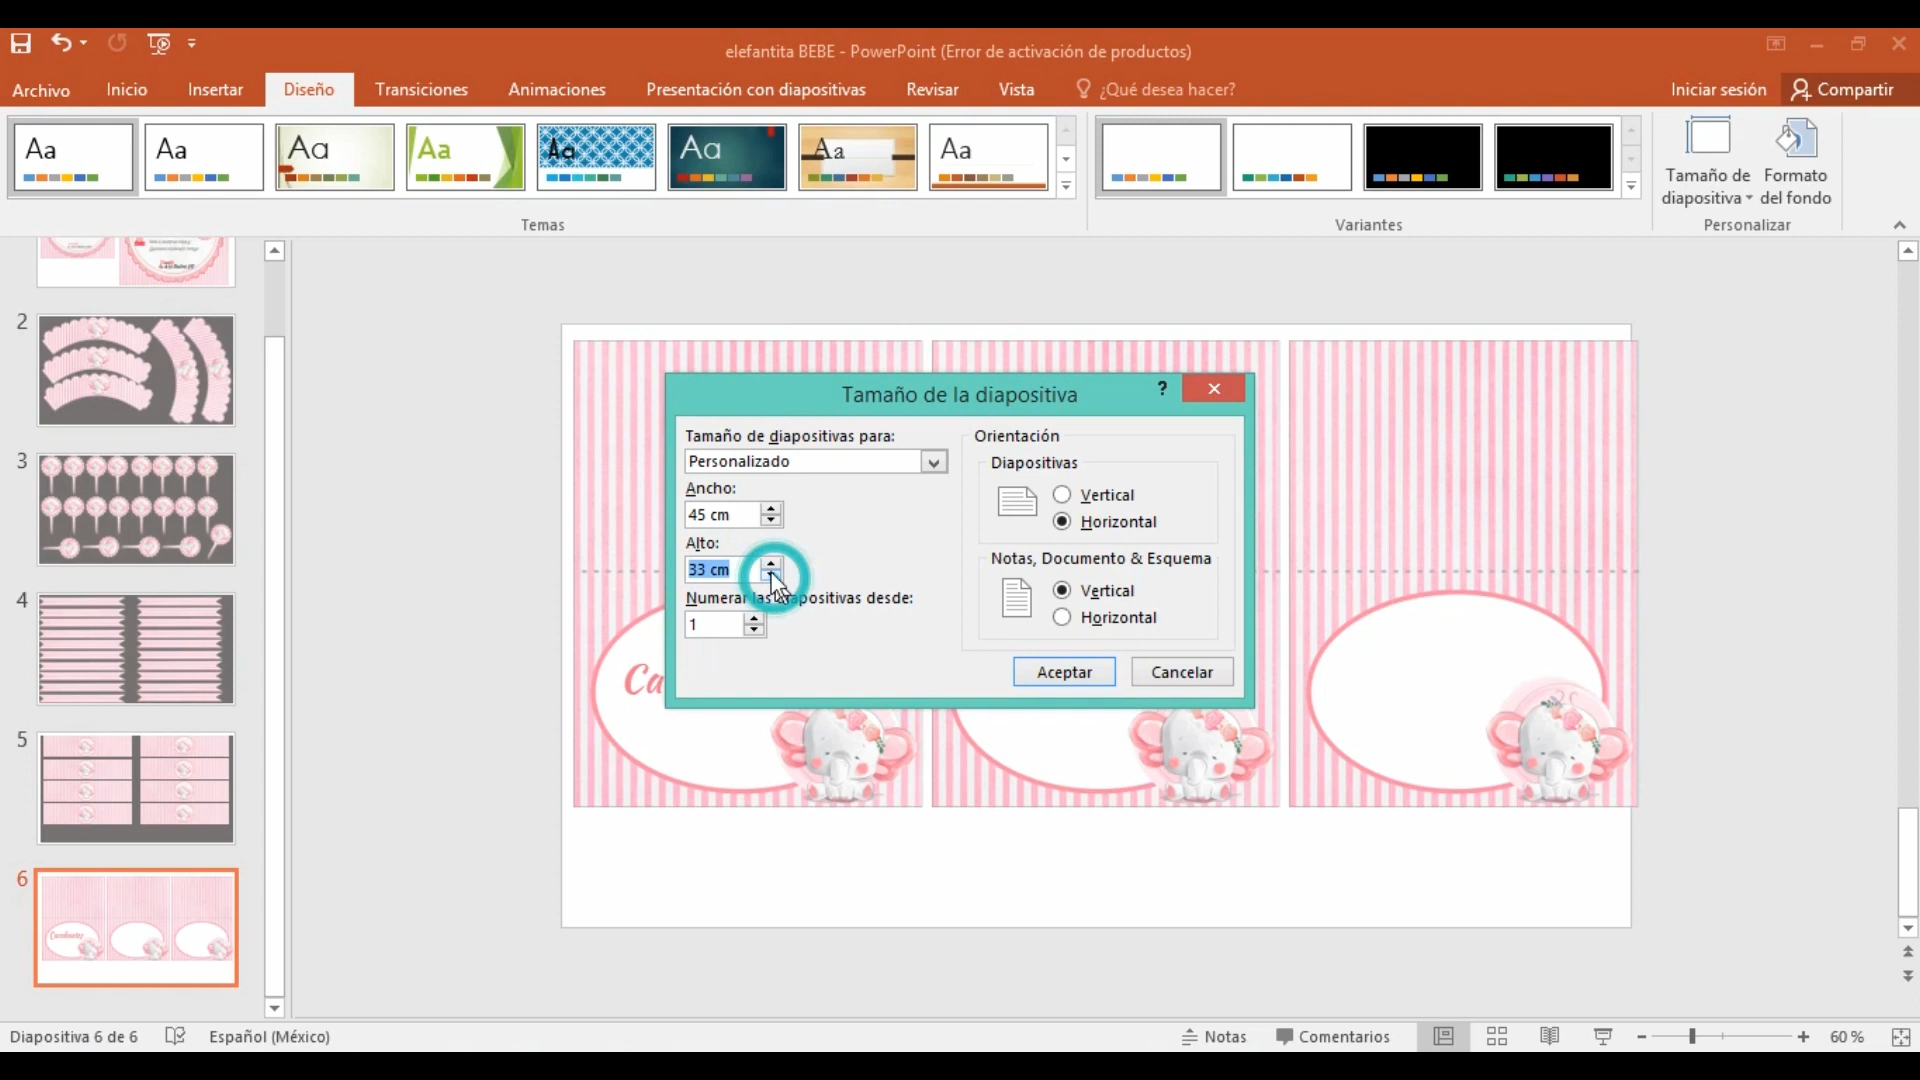 elefantita BEBE - PowerPoint (Error de activación de productos)
Archivo
Inicio
Insertar
Diseño
Transiciones
Animaciones
Presentación con diapositivas
Revisar
Vista
¿Qué desea hacer?
Iniciar sesión
Compartir
Aa
Aa
Aa
Aa
Aa
Aa
Aa
Aa
Tamaño de
diapositiva
Formato
del fondo
Temas
Variantes
Personalizar
2
3
4
5
6
Tamaño de la diapositiva
?
Tamaño de diapositivas para:
Personalizado
Ancho:
45 cm
Alto:
33 cm
Numerar las diapositivas desde:
1
Orientación
Diapositivas
Vertical
Horizontal
Notas, Documento & Esquema
Vertical
Horizontal
Aceptar
Cancelar
Ca
Diapositiva 6 de 6
Español (México)
Notas
Comentarios
60 %